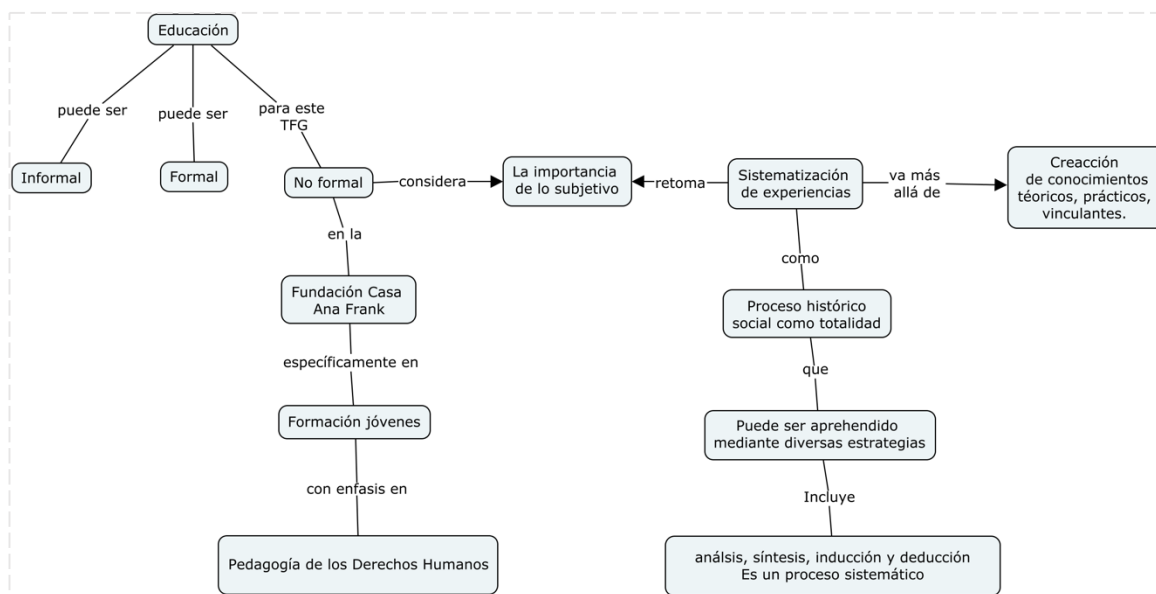 Educación
puede ser
puede ser
para este
TFG
Informal
Formal
No formal
considera
La importancia
de lo subjetivo
retoma
Sistematización
de experiencias
va más
allá de
Creacción
de conocimientos
téoricos, prácticos,
vinculantes.
en la
Fundación Casa
Ana Frank
específicamente en
Formación jóvenes
con enfasis en
Pedagogía de los Derechos Humanos
como
Proceso histórico
social como totalidad
que
Puede ser aprehendido
mediante diversas estrategias
Incluye
análsis, síntesis, inducción y deducción
Es un proceso sistemático